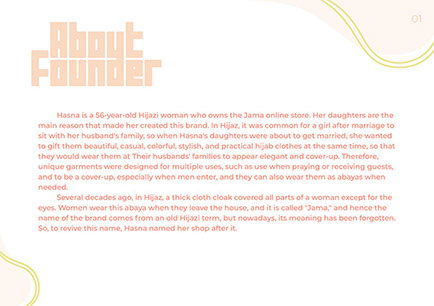 01
About
Founder
Hasna is a 56-year-old Hijazi woman who owns the Jama online store. Her daughters are the
main reason that made her created this brand. In Hijaz, it was common for a girl after marriage to
sit with her husband's family, so when Hasna's daughters were about to get married, she wanted
to gift them beautiful, casual, colorful, stylish, and practical hijab clothes at the same time, so that
they would wear them at Their husbands' families to appear elegant and cover-up. Therefore,
unique garments were designed for multiple uses, such as use when praying or receiving guests,
and to be a cover-up, especially when men enter, and they can also wear them as abayas when
needed.
Several decades ago, in Hijaz, a thick cloth cloak covered all parts of a woman except for the
eyes. Women wear this abaya when they leave the house, and it is called "Jama," and hence the
name of the brand comes from an old Hijazi term, but nowadays, its meaning has been forgotten.
So, to revive this name, Hasna named her shop after it.